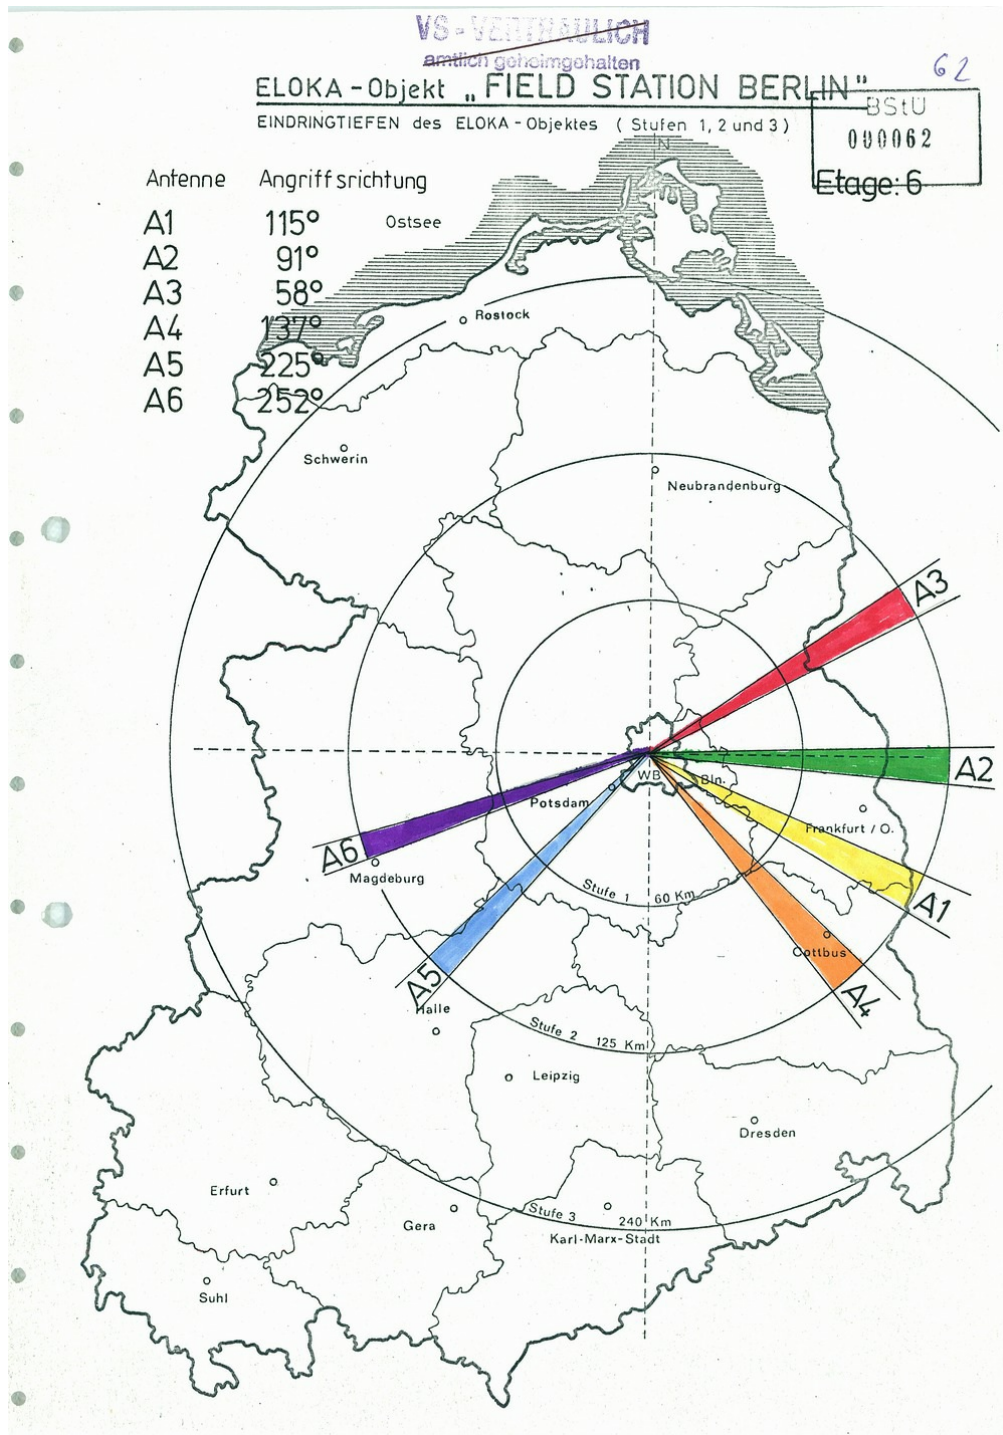 VS-VERTRAULICH
amtlich geheimgehalten
62
ELOKA-Objekt „FIELD STATION BERLIN"
EINDRINGTIEFEN des ELOKA-Objektes (Stufen 1, 2 und 3)
BStU
000062
Etage: 6
N
Antenne Angriffsrichtung
A1 115°
A2 91°
A3 58°
A4 137°
A5 225°
A6 252°
Ostsee
Rostock
Schwerin
Neubrandenburg
A3
A2
WB
Bln.
Potsdam
Frankfurt / O.
A6
Magdeburg
Stufe 1 60 Km
A1
Cottbus
A5
A4
Halle
Stufe 2 125 Km
Leipzig
Dresden
Erfurt
Gera
Stufe 3 240 Km
Karl-Marx-Stadt
Suhl